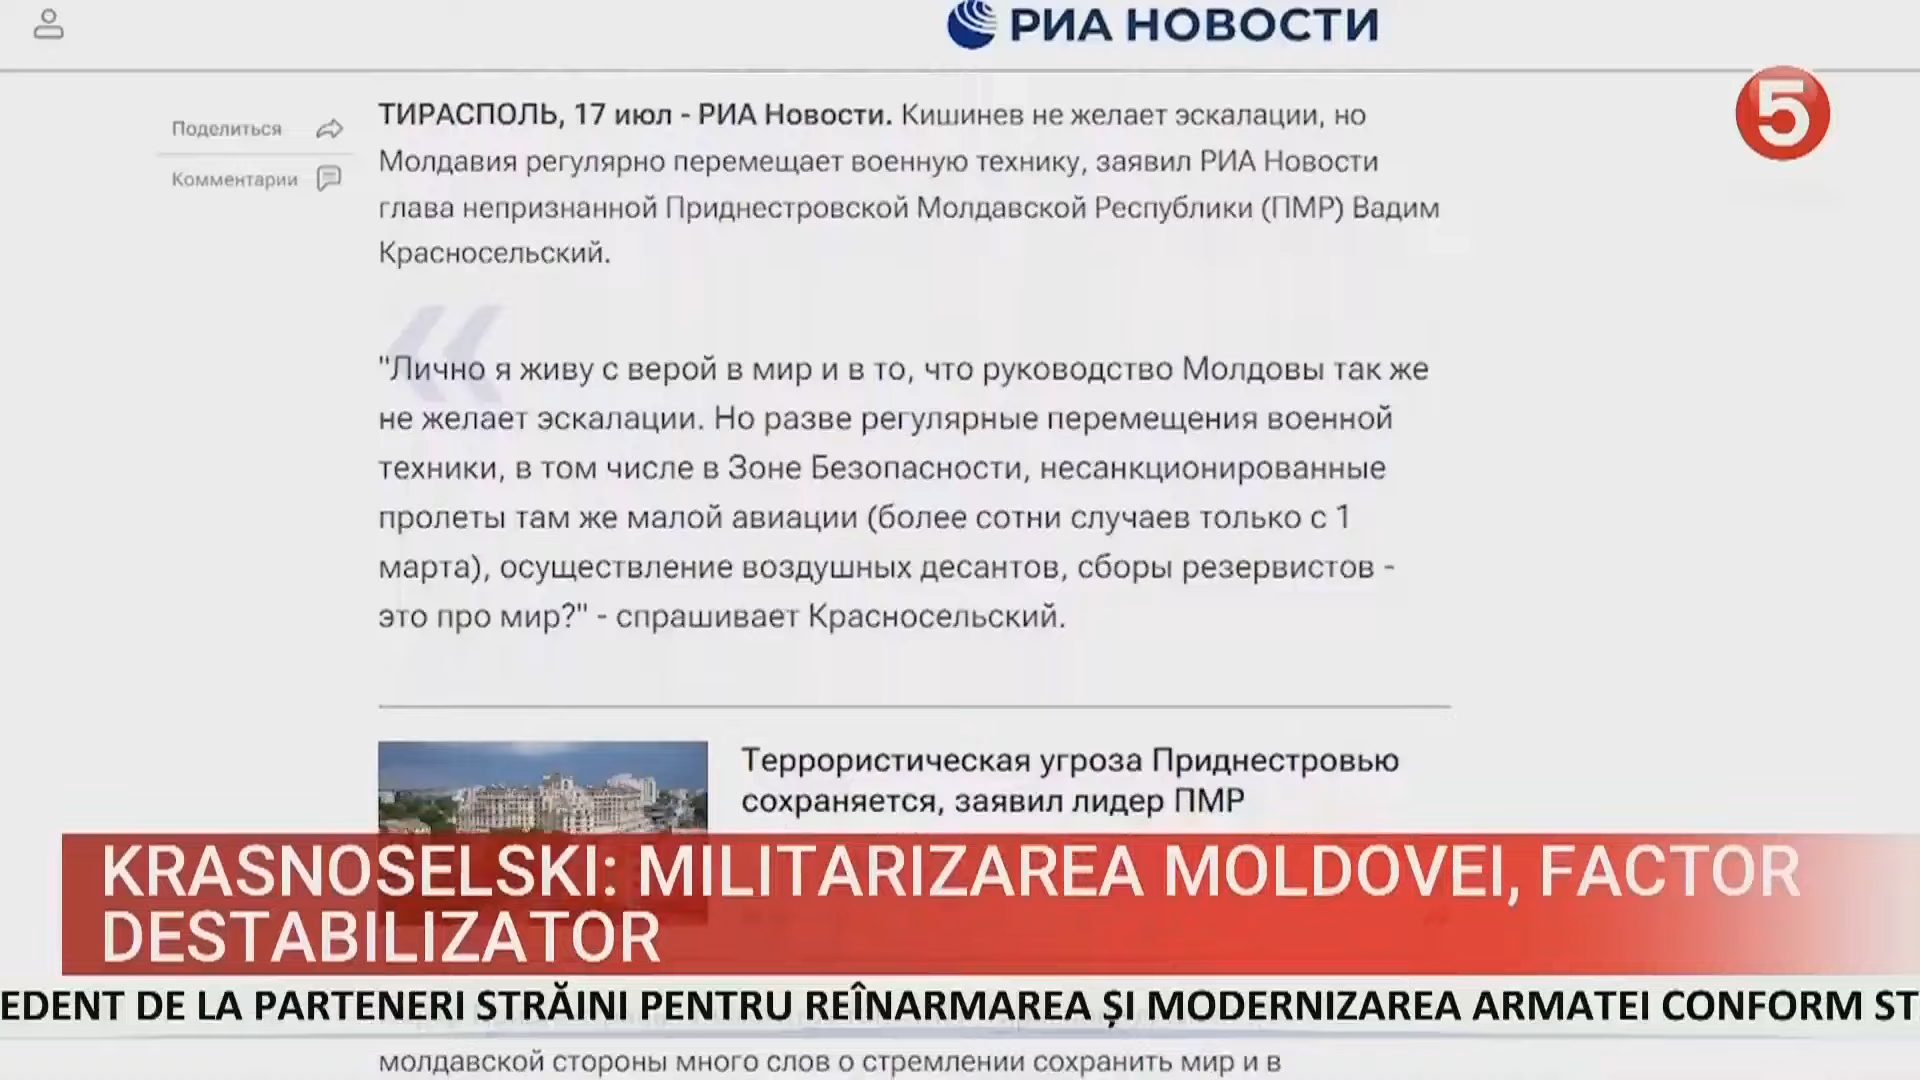 РИА НОВОСТИ
5
Поделиться
Комментарии
ТИРАСПОЛЬ, 17 июл - РИА Новости. Кишинев не желает эскалации, но
Молдавия регулярно перемещает военную технику, заявил РИА Новости
глава непризнанной Приднестровской Молдавской Республики (ПМР) Вадим
Красносельский.
"Лично я живу с верой в мир и в то, что руководство Молдовы так же
не желает эскалации. Но разве регулярные перемещения военной
техники, в том числе в Зоне Безопасности, несанкционированные
пролеты там же малой авиации (более сотни случаев только с 1
марта), осуществление воздушных десантов, сборы резервистов -
это про мир?" - спрашивает Красносельский.
Террористическая угроза Приднестровью
сохраняется, заявил лидер ПМР
KRASNOSELSKI: MILITARIZAREA MOLDOVEI, FACTOR
DESTABILIZATOR
EDENT DE LA PARTENERI STRĂINI PENTRU REÎNARMAREA ȘI MODERNIZAREA ARMATEI CONFORM ST
молдавской стороны много слов о стремлении сохранить мир и в